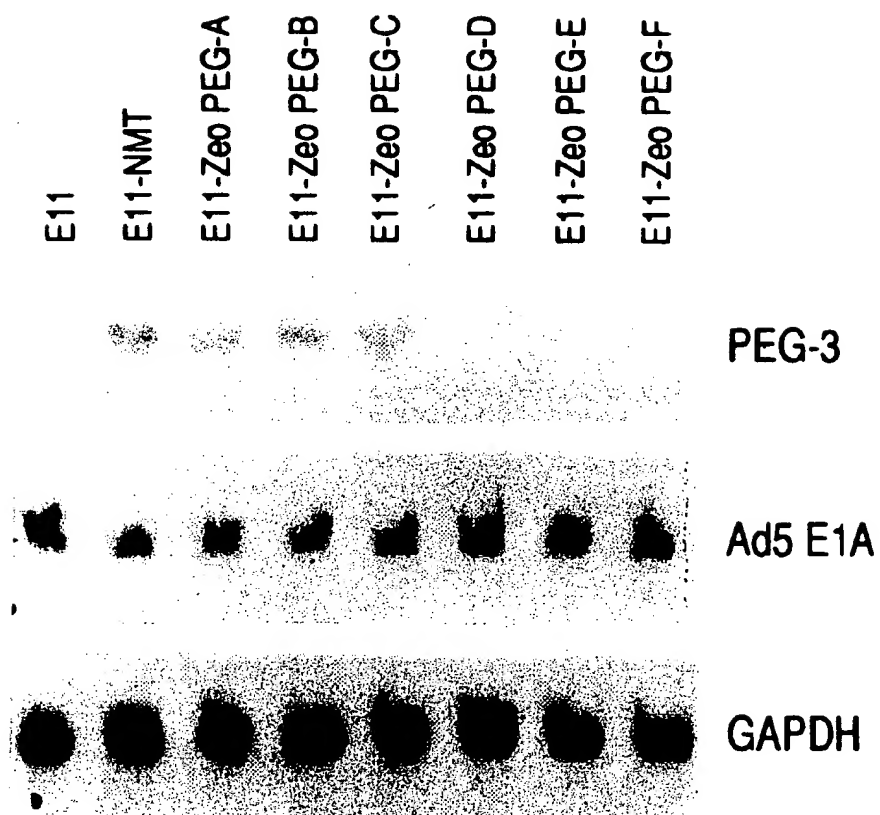 E11
E11-NMT
E11-Zeo PEG-A
E11-Zeo PEG-B
E11-Zeo PEG-C
E11-Zeo PEG-D
E11-Zeo PEG-E
E11-Zeo PEG-F
PEG-3
Ad5 E1A
GAPDH